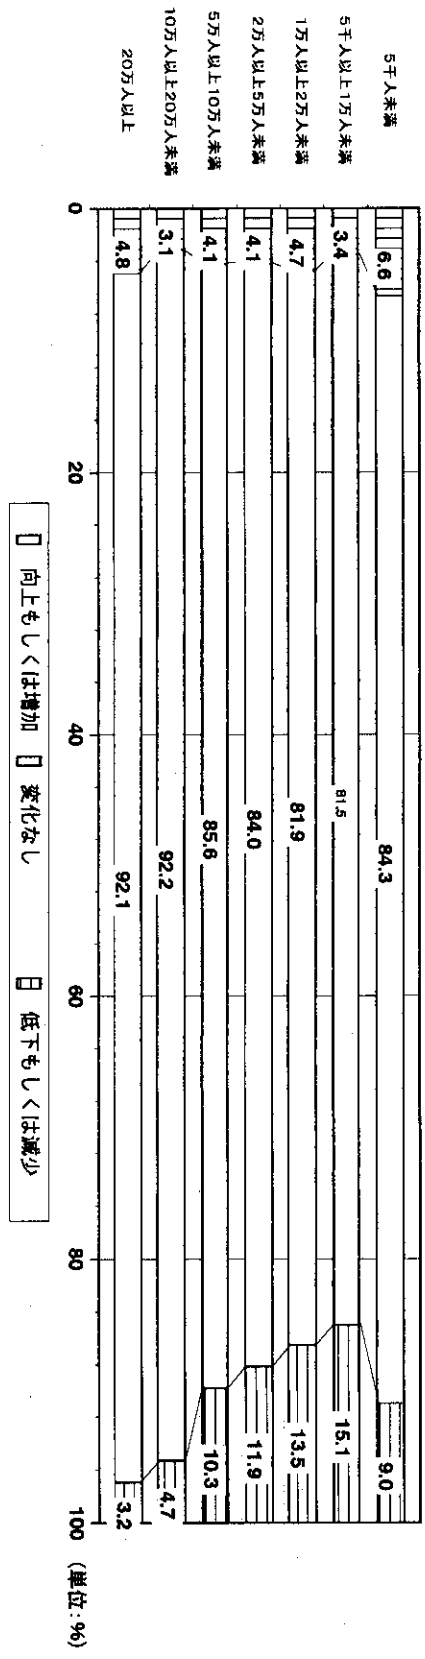 5千人未満 6.6 84.3 9.0
5千人以上1万人未満 3.4 81.5 15.1
1万人以上2万人未満 4.7 81.9 13.5
2万人以上5万人未満 4.1 84.0 11.9
5万人以上10万人未満 4.1 85.6 10.3
10万人以上20万人未満 3.1 92.2 4.7
20万人以上 4.8 92.1 3.2
0 20 40 60 80 100 (単位:%)
向上もしくは増加 変化なし 低下もしくは減少